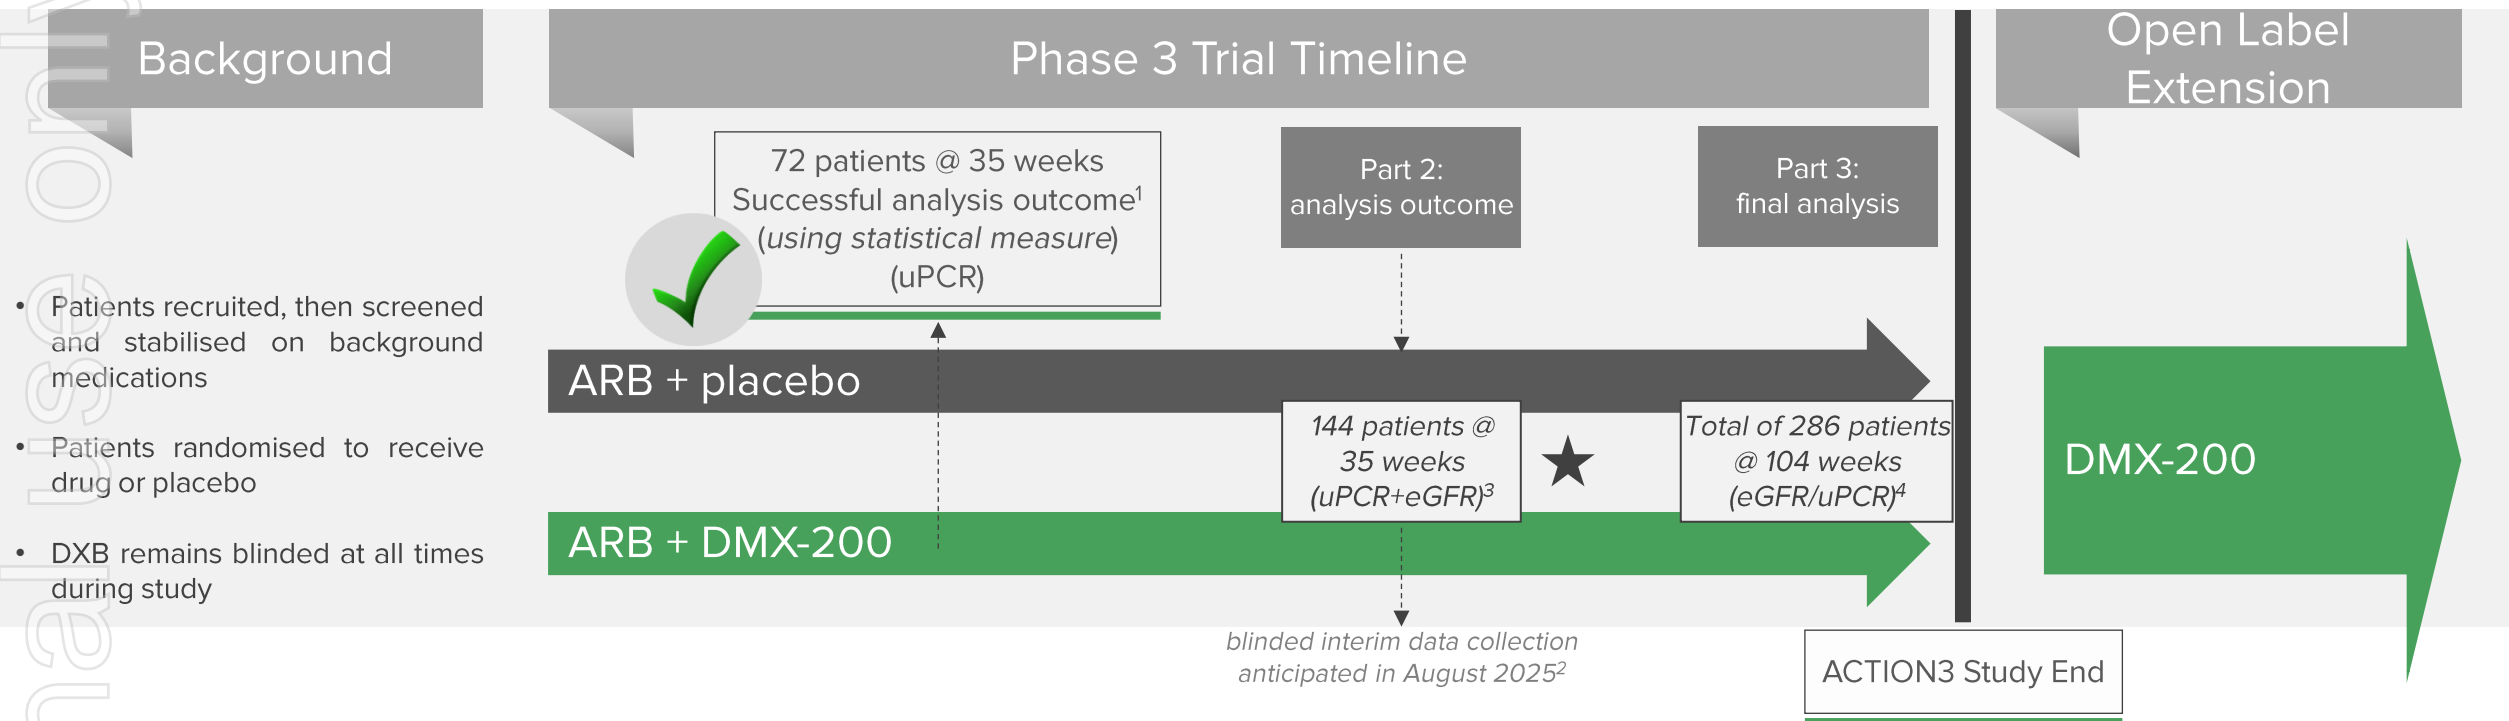 Background
Phase 3 Trial Timeline
Open Label
Extension
72 patients @ 35 weeks
Successful analysis outcome¹
(using statistical measure)
(uPCR)
Part 2:
analysis outcome
Part 3:
final analysis
• Patients recruited, then screened
and stabilised on background
medications
• Patients randomised to receive
drug or placebo
• DXB remains blinded at all times
during study
ARB + placebo
144 patients @
35 weeks
(uPCR+eGFR)³
Total of 286 patients
@ 104 weeks
(eGFR/uPCR)⁴
ARB + DMX-200
DMX-200
blinded interim data collection
anticipated in August 2025²
ACTION3 Study End
nal use only